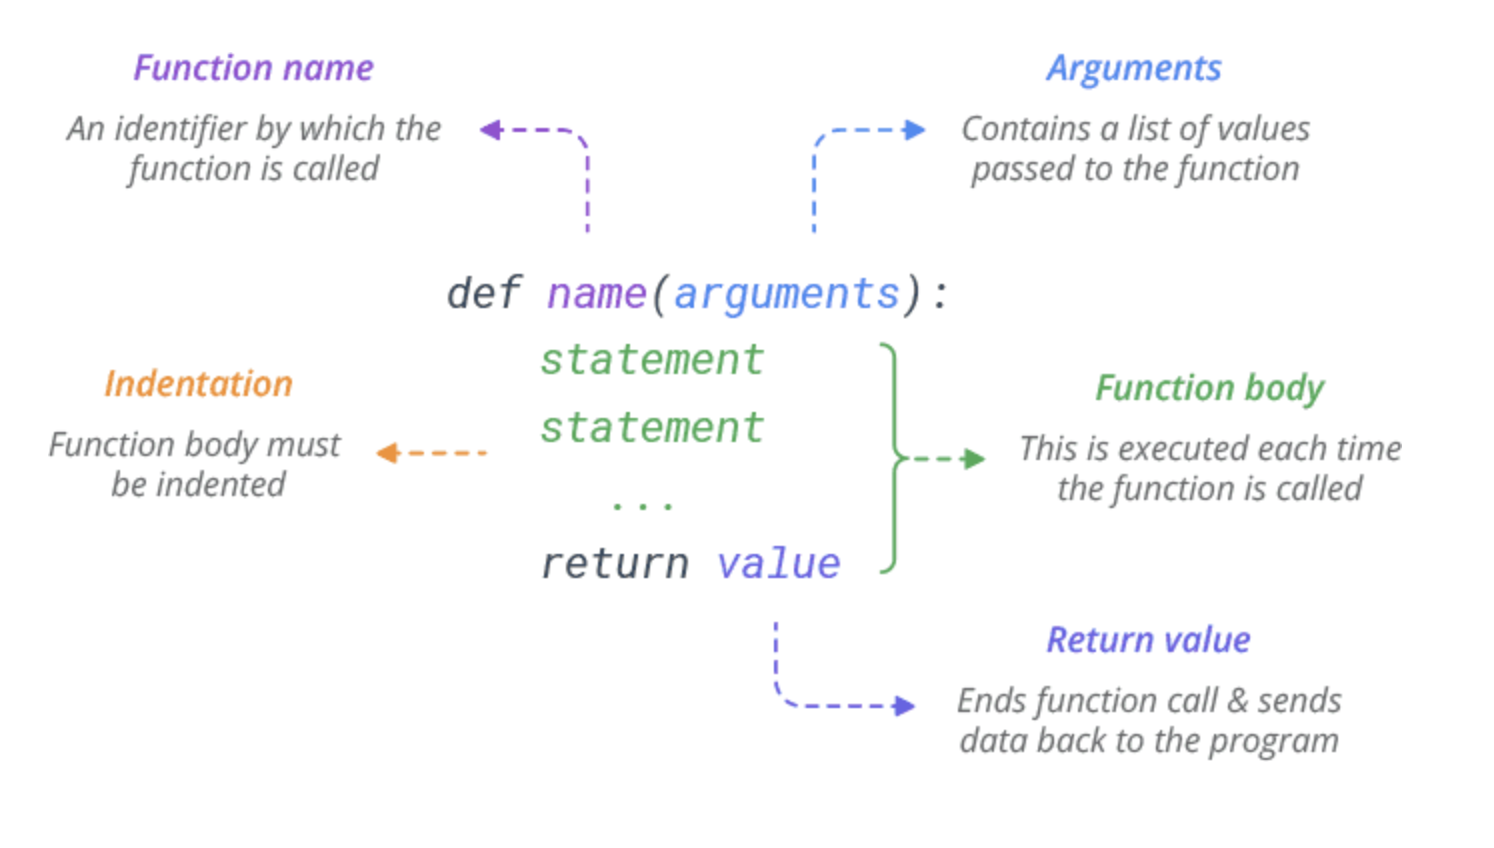 Function name
An identifier by which the
function is called
Arguments
Contains a list of values
passed to the function
def name(arguments):
statement
statement
...
return value
Indentation
Function body must
be indented
Function body
This is executed each time
the function is called
Return value
Ends function call & sends
data back to the program